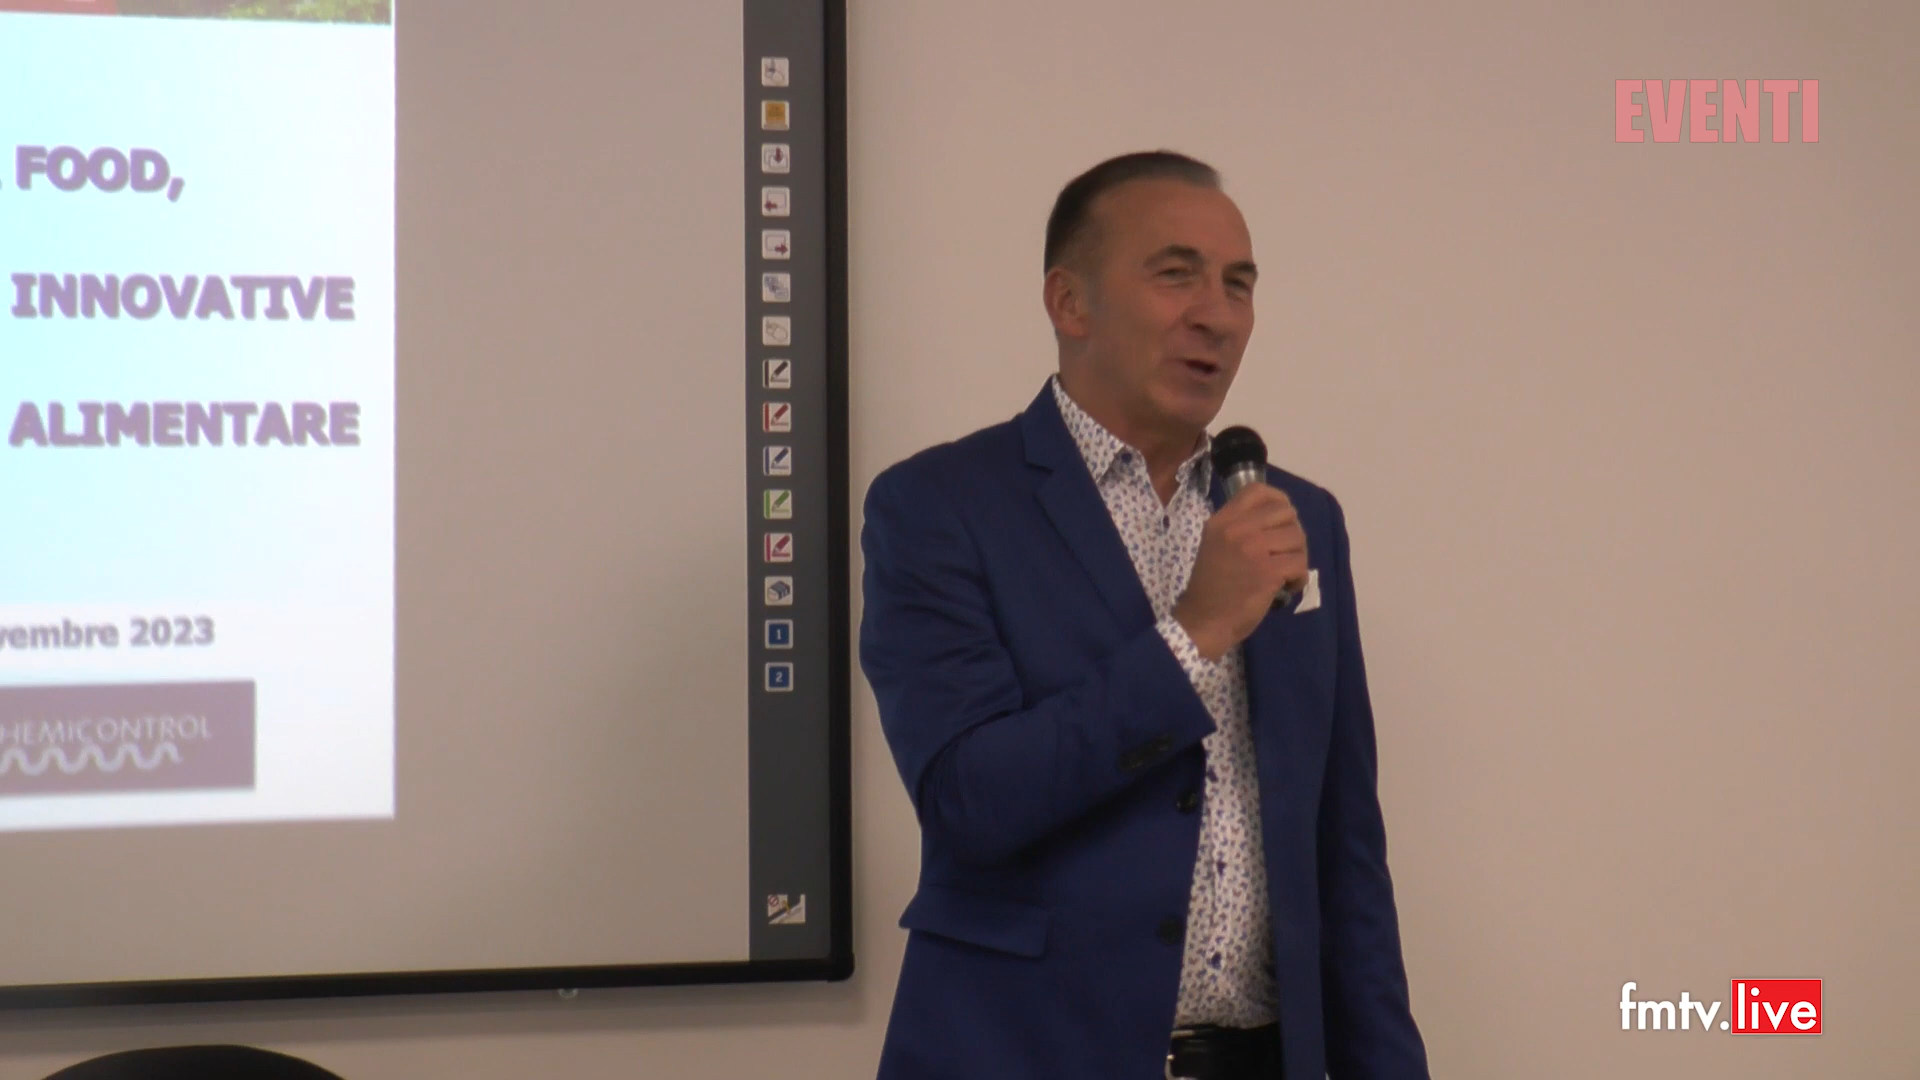 EVENTI
FOOD,
INNOVATIVE
ALIMENTARE
vembre 2023
HEMICONTROL
1
2
fmtv.live